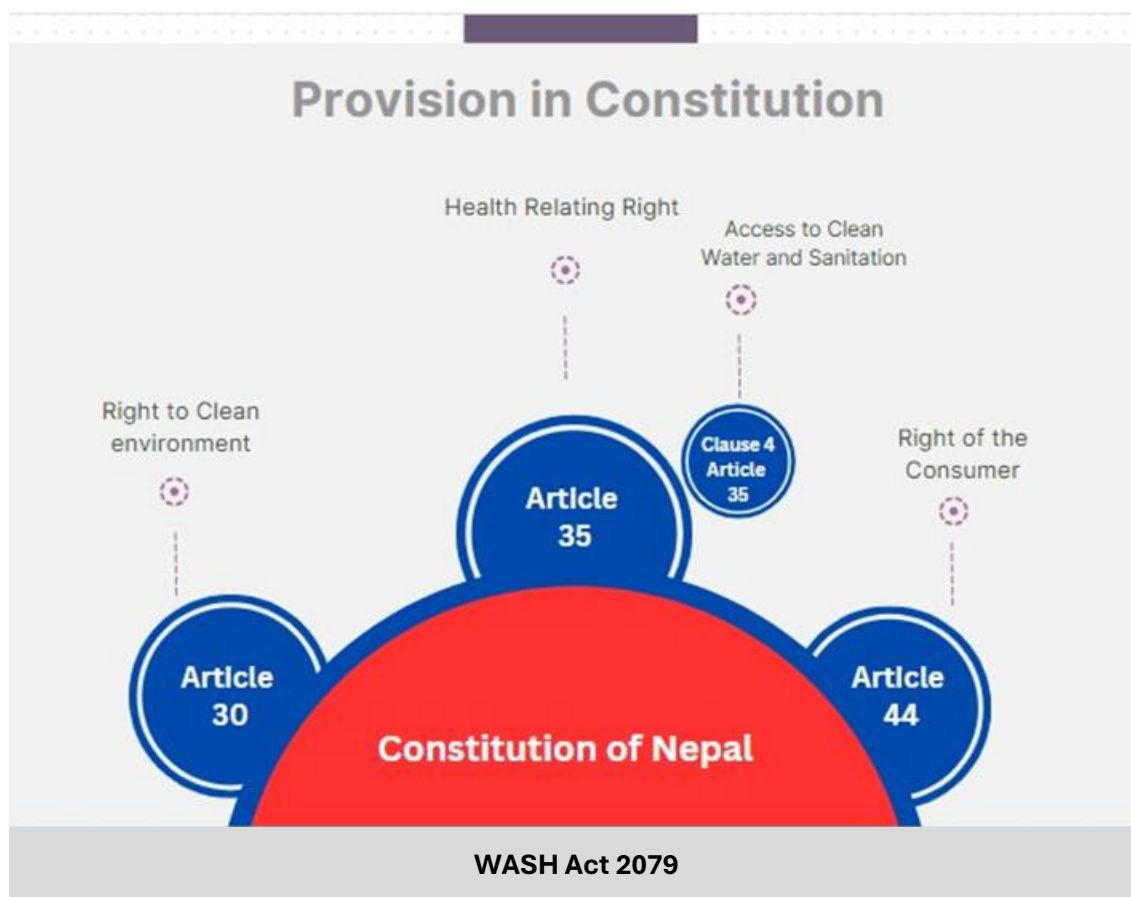 Provision in Constitution
Health Relating Right
Access to Clean
Water and Sanitation
Right to Clean
environment
Right of the
Consumer
Clause 4
Article
35
Article
35
Article
30
Article
44
Constitution of Nepal
WASH Act 2079